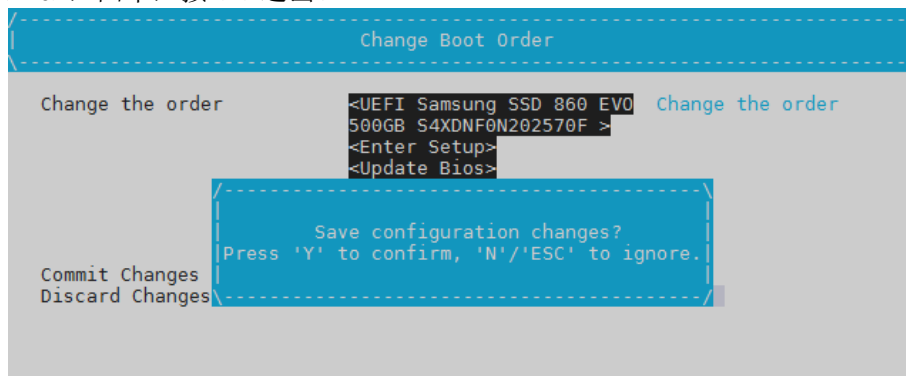 Change Boot Order
Change the order <UEFI Samsung SSD 860 EVO Change the order
500GB S4XDNF0N202570F >
<Enter Setup>
<Update Bios>
Save configuration changes?
Press 'Y' to confirm, 'N'/'ESC' to ignore.
Commit Changes
Discard Changes